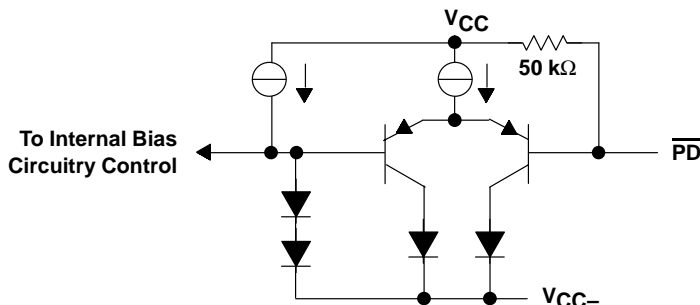 VCC
50 kΩ
To Internal Bias
Circuitry Control
PD
VCC–